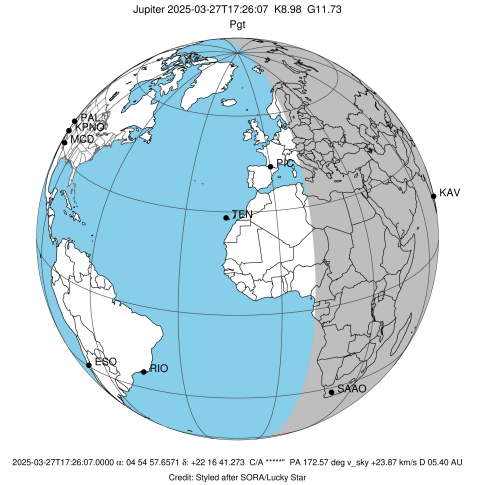 Jupiter 2025-03-27T17:26:07 K8.98 G11.73
Pgt
PAL
KPNO
MCD
PIC
KAV
TEN
ESO
RIO
SAAO
2025-03-27T17:26:07.0000 α: 04 54 57.6571 δ: +22 16 41.273 C/A *****" PA 172.57 deg v_sky +23.87 km/s D 05.40 AU
Credit: Styled after SORA/Lucky Star